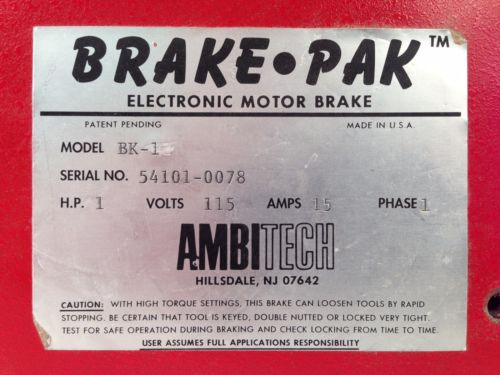 BRAKE•PAK™
ELECTRONIC MOTOR BRAKE
PATENT PENDING MADE IN U.S.A.
MODEL BK-1
SERIAL NO. 54101-0078
H.P. 1 VOLTS 115 AMPS 15 PHASE 1
AMBITECH
HILLSDALE, NJ 07642
CAUTION: WITH HIGH TORQUE SETTINGS, THIS BRAKE CAN LOOSEN TOOLS BY RAPID
STOPPING. BE CERTAIN THAT TOOL IS KEYED, DOUBLE NUTTED OR LOCKED VERY TIGHT.
TEST FOR SAFE OPERATION DURING BRAKING AND CHECK LOCKING FROM TIME TO TIME.
USER ASSUMES FULL APPLICATIONS RESPONSIBILITY